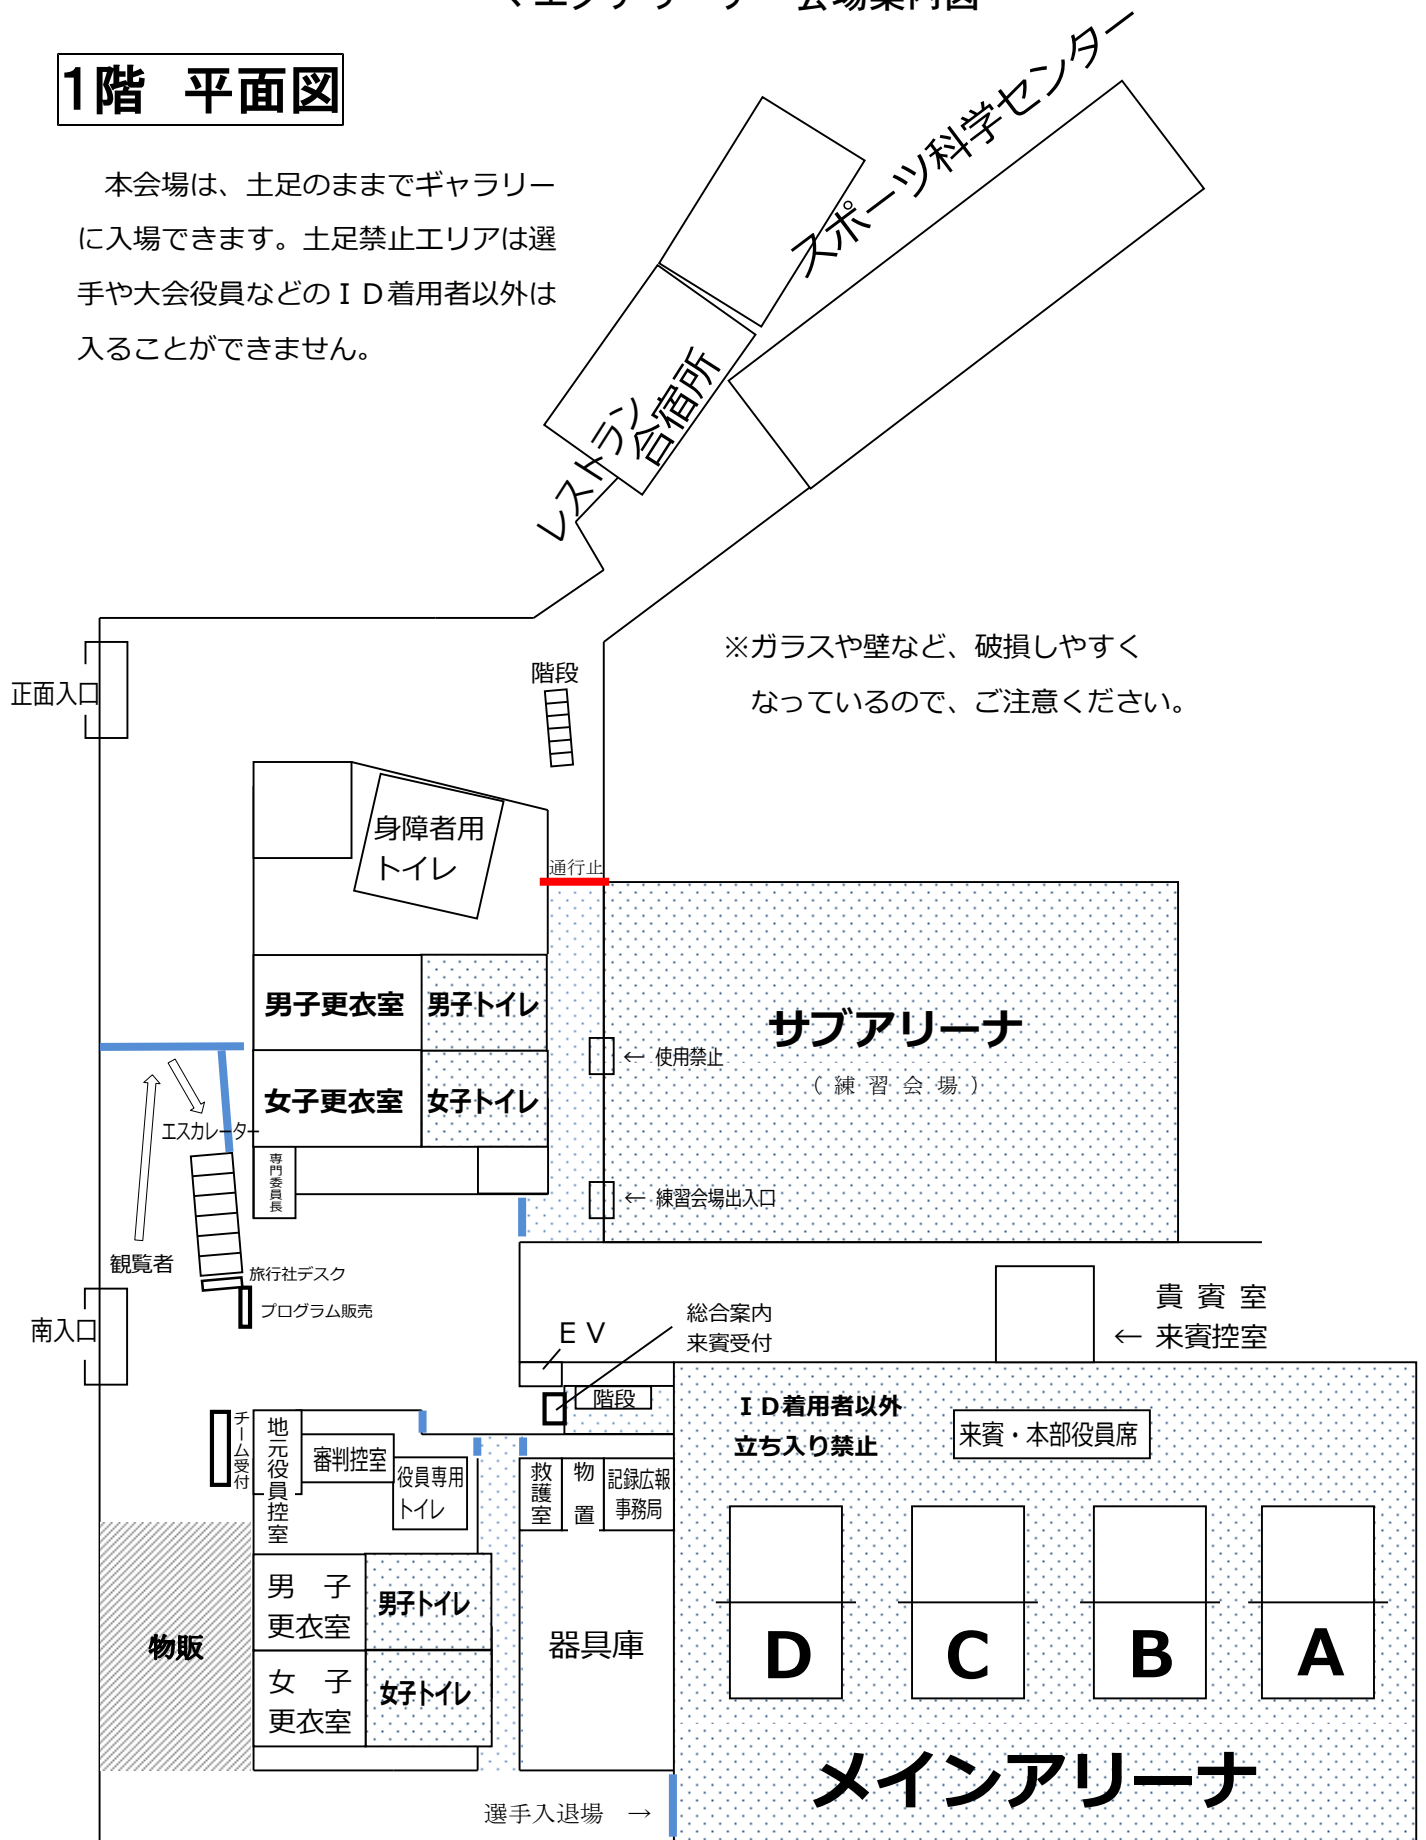 会場案内図
1階 平面図
スポーツ科学センター
本会場は、土足のままでギャラリー
に入場できます。土足禁止エリアは選
手や大会役員などのＩＤ着用者以外は
入ることができません。
合宿所
レストラン
※ガラスや壁など、破損しやすく
なっているので、ご注意ください。
階段
正面入口
身障者用
トイレ
通行止
男子更衣室
男子トイレ
サブアリーナ
（練習会場）
← 使用禁止
女子更衣室
女子トイレ
エスカレーター
専門委員長
← 練習会場出入口
観覧者
旅行社デスク
プログラム販売
南入口
総合案内
来賓受付
ＥＶ
貴賓室
← 来賓控室
階段
ＩＤ着用者以外
立ち入り禁止
来賓・本部役員席
チーム受付
地元役員控室
審判控室
役員専用
トイレ
救護室
物置
記録広報
事務局
男子
更衣室
男子トイレ
物販
器具庫
D
C
B
A
女子
更衣室
女子トイレ
メインアリーナ
選手入退場 →